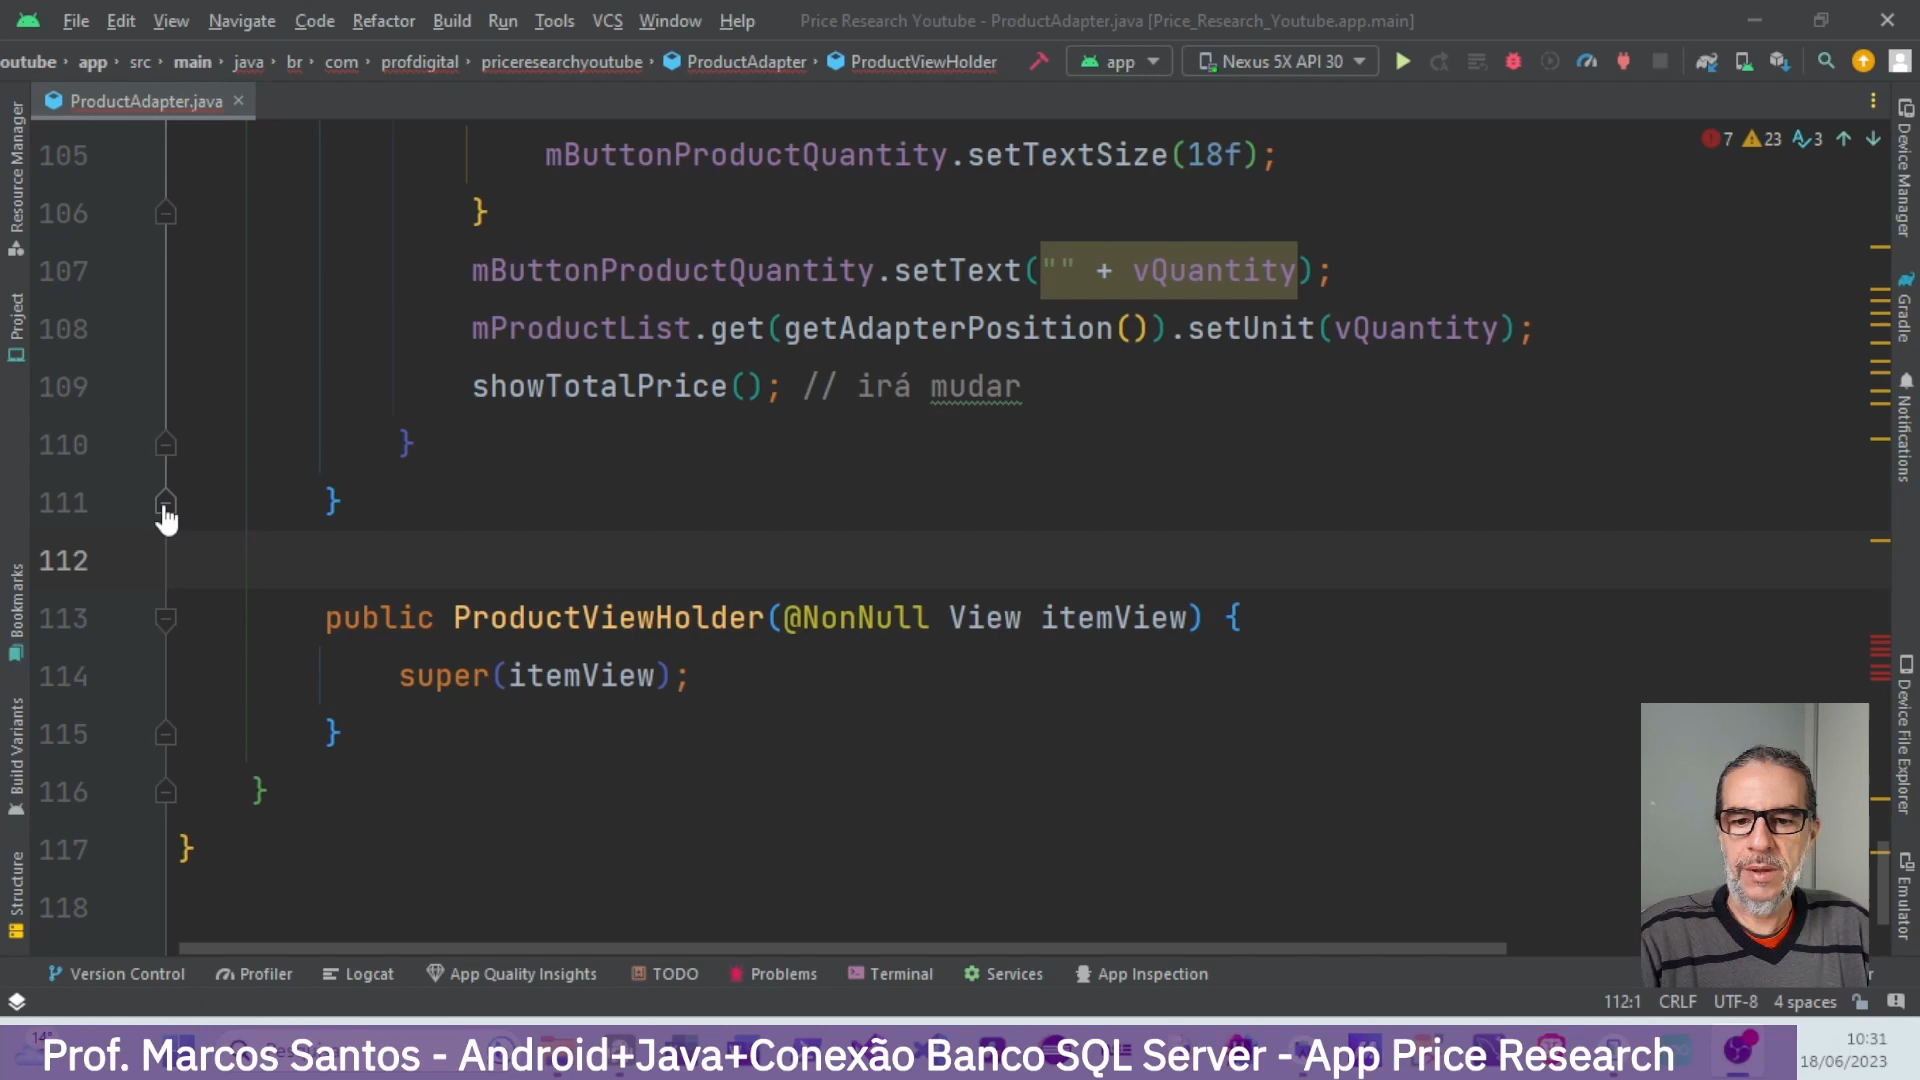 File Edit View Navigate Code Refactor Build Run Tools VCS Window Help Price Research Youtube - ProductAdapter.java [Price_Research_Youtube.app.main]
outube app src main java br com profdigital priceresearchyoutube ProductAdapter ProductViewHolder app Nexus 5X API 30
ProductAdapter.java
7 23 3
105 mButtonProductQuantity.setTextSize(18f);
106 }
107 mButtonProductQuantity.setText("" + vQuantity);
108 mProductList.get(getAdapterPosition()).setUnit(vQuantity);
109 showTotalPrice(); // irá mudar
110 }
111 }
112
113 public ProductViewHolder(@NonNull View itemView) {
114 super(itemView);
115 }
116 }
117 }
118
Resource Manager
Project
Bookmarks
Build Variants
Structure
Device Manager
Gradle
Notifications
Device File Explorer
Emulator
Version Control Profiler Logcat App Quality Insights TODO Problems Terminal Services App Inspection
112:1 CRLF UTF-8 4 spaces
14°
Prof. Marcos Santos - Android+Java+Conexão Banco SQL Server - App Price Research
10:31
18/06/2023